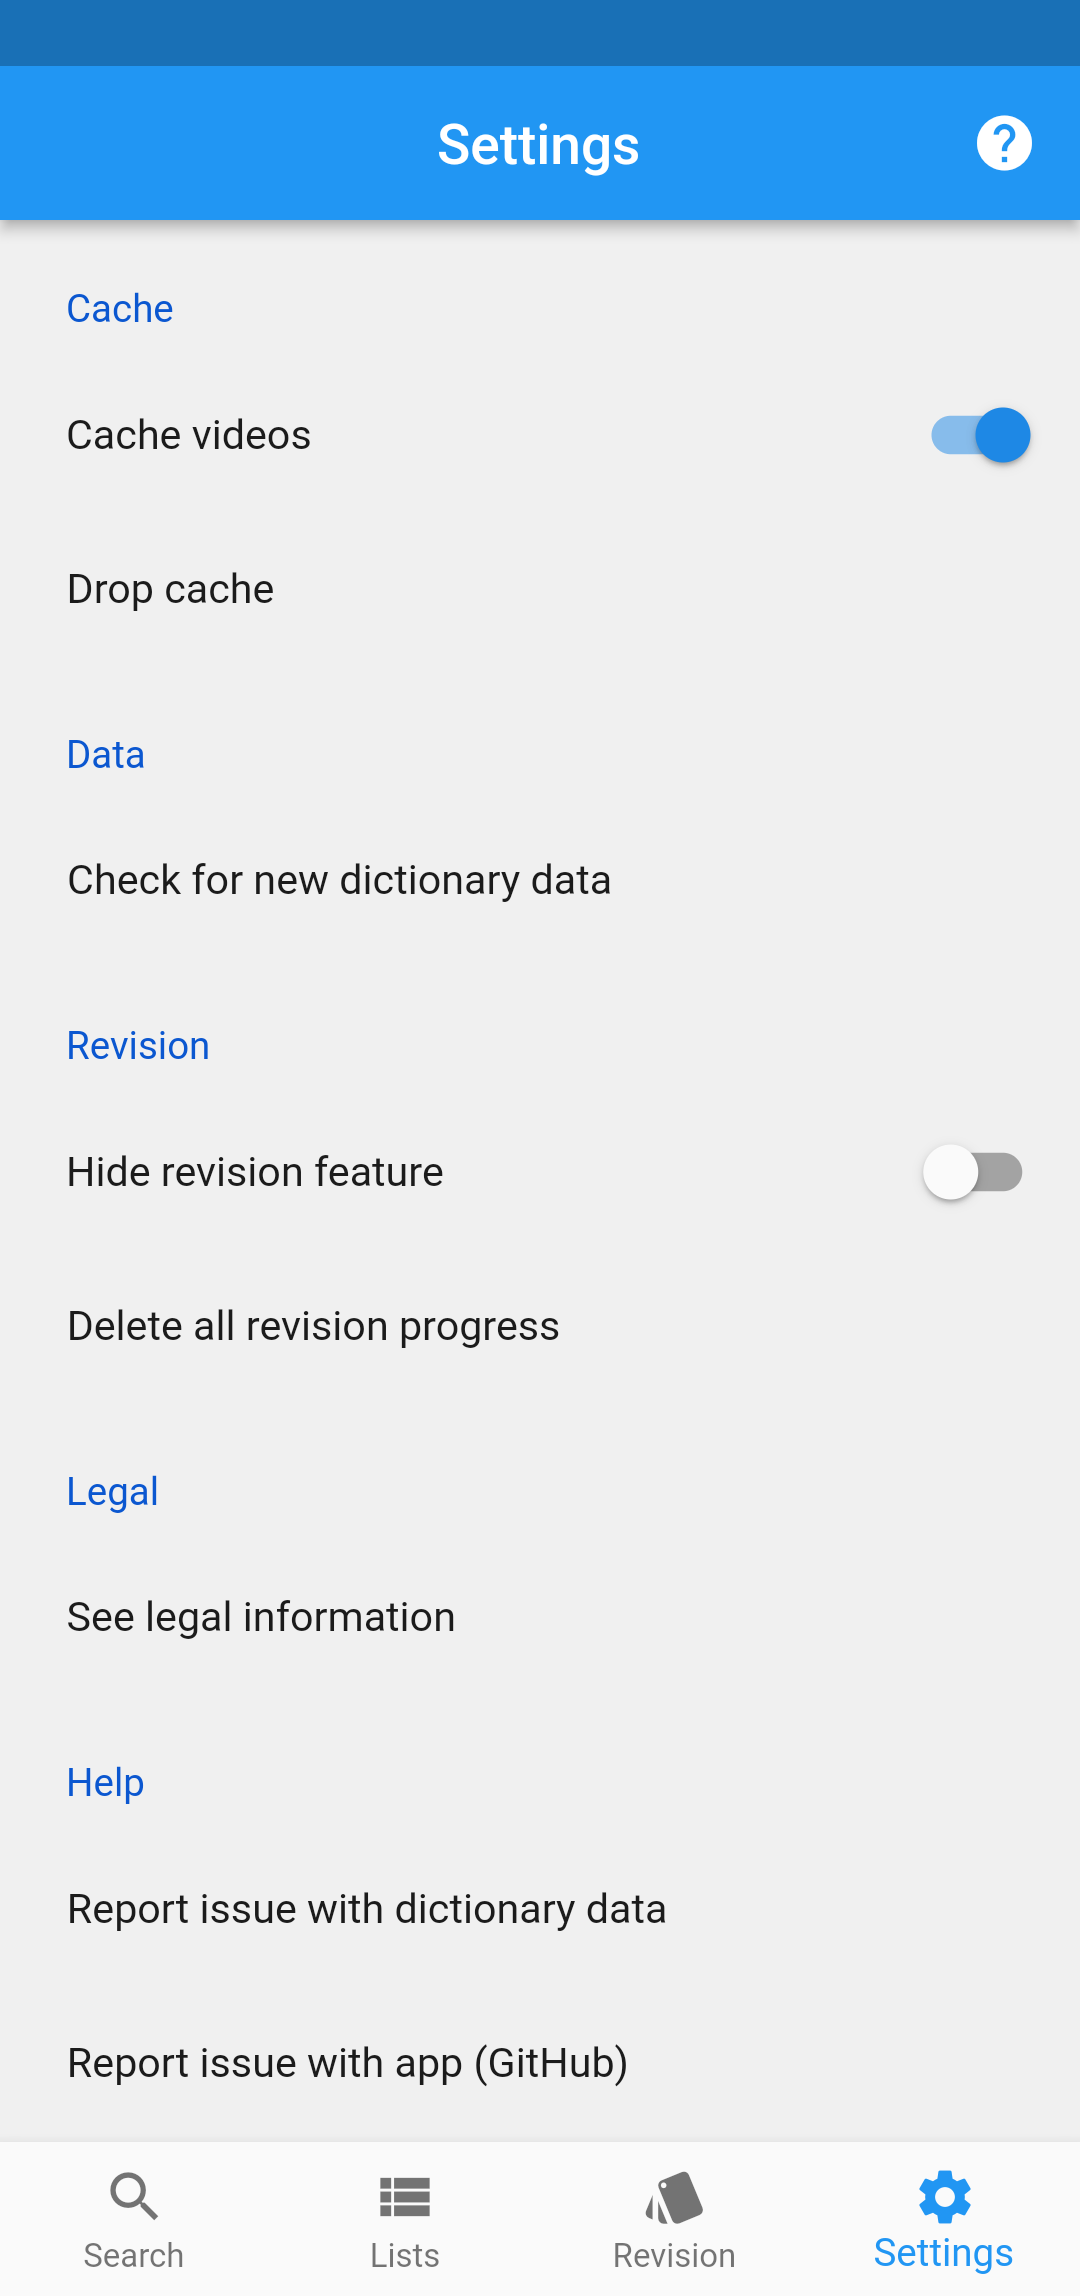 Settings
Cache
Cache videos
Drop cache
Data
Check for new dictionary data
Revision
Hide revision feature
Delete all revision progress
Legal
See legal information
Help
Report issue with dictionary data
Report issue with app (GitHub)
Search
Lists
Revision
Settings